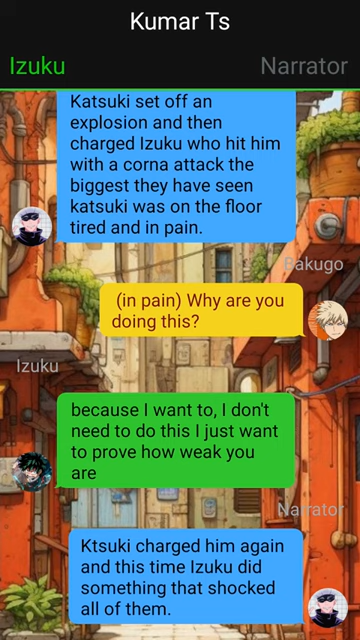 Kumar Ts
Izuku
Narrator
Katsuki set off an
explosion and then
charged Izuku who hit him
with a corna attack the
biggest they have seen
katsuki was on the floor
tired and in pain.
Bakugo
(in pain) Why are you
doing this?
Izuku
because I want to, I don't
need to do this I just want
to prove how weak you
are
Narrator
Ktsuki charged him again
and this time Izuku did
something that shocked
all of them.